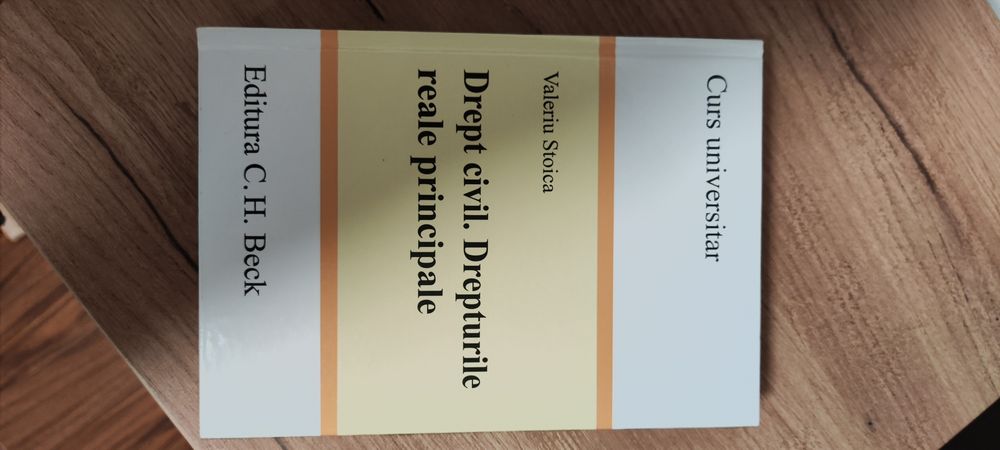 Curs universitar
Valeriu Stoica
Drept civil. Drepturile
reale principale
Editura C. H. Beck